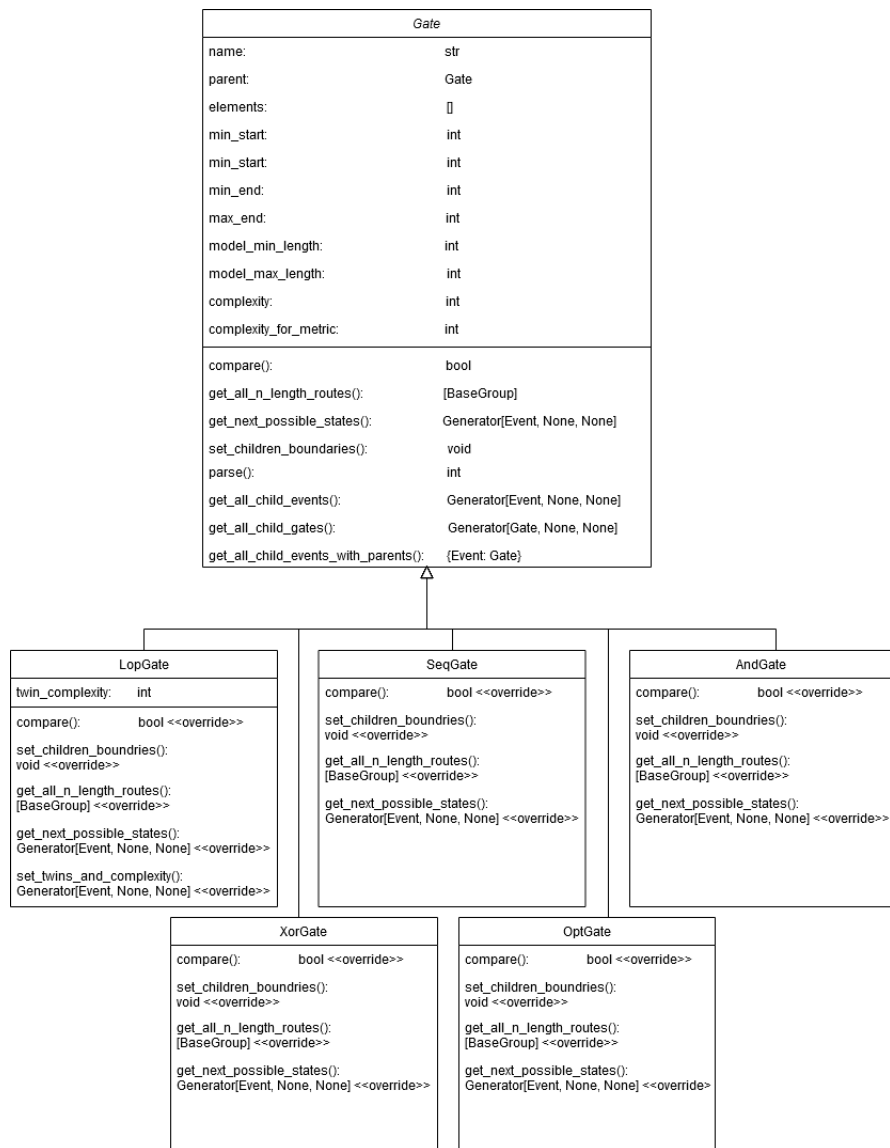 Gate
name: str
parent: Gate
elements: []
min_start: int
min_start: int
min_end: int
max_end: int
model_min_length: int
model_max_length: int
complexity: int
complexity_for_metric: int
compare(): bool
get_all_n_length_routes(): [BaseGroup]
get_next_possible_states(): Generator[Event, None, None]
set_children_boundaries(): void
parse(): int
get_all_child_events(): Generator[Event, None, None]
get_all_child_gates(): Generator[Gate, None, None]
get_all_child_events_with_parents(): {Event: Gate}
LopGate
twin_complexity: int
compare(): bool <<override>>
set_children_boundries():
void <<override>>
get_all_n_length_routes():
[BaseGroup] <<override>>
get_next_possible_states():
Generator[Event, None, None] <<override>>
set_twins_and_complexity():
Generator[Event, None, None] <<override>>
SeqGate
compare(): bool <<override>>
set_children_boundries():
void <<override>>
get_all_n_length_routes():
[BaseGroup] <<override>>
get_next_possible_states():
Generator[Event, None, None] <<override>>
AndGate
compare(): bool <<override>>
set_children_boundries():
void <<override>>
get_all_n_length_routes():
[BaseGroup] <<override>>
get_next_possible_states():
Generator[Event, None, None] <<override>>
XorGate
compare(): bool <<override>>
set_children_boundries():
void <<override>>
get_all_n_length_routes():
[BaseGroup] <<override>>
get_next_possible_states():
Generator[Event, None, None] <<override>>
OptGate
compare(): bool <<override>>
set_children_boundries():
void <<override>>
get_all_n_length_routes():
[BaseGroup] <<override>>
get_next_possible_states():
Generator[Event, None, None] <<override>